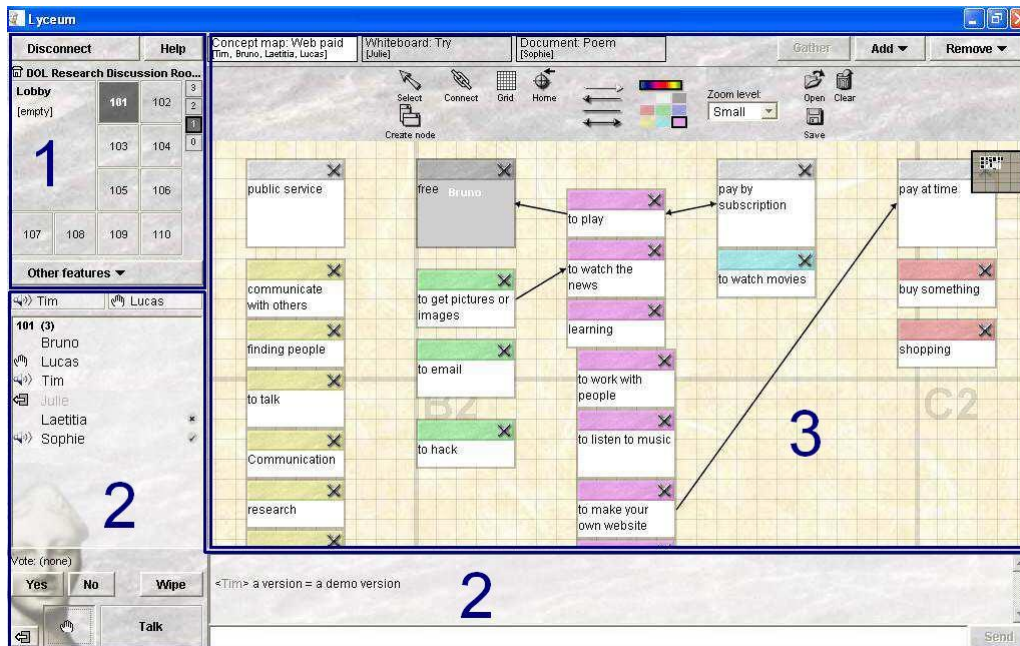 Lyceum
Disconnect
Help
DOL Research Discussion Roo...
Lobby
[empty]
101
102
3
2
1
0
103
104
105
106
107
108
109
110
1
Other features
Tim
Lucas
101 (3)
Bruno
Lucas
Tim
Julie
Laetitia
Sophie
2
Vote: (none)
Yes
No
Wipe
Talk
Concept map: Web paid
[Tim, Bruno, Laetitia, Lucas]
Whiteboard: Try
[Julie]
Document: Poem
[Sophie]
Gather
Add
Remove
Select
Connect
Grid
Home
Create node
Zoom level:
Small
Open
Clear
Save
public service
communicate
with others
finding people
to talk
Communication
research
free
Bruno
to get pictures or
images
to email
to hack
to play
to watch the
news
learning
to work with
people
to listen to music
to make your
own website
pay by
subscription
to watch movies
pay at time
buy something
shopping
B2
C2
3
<Tim> a version = a demo version
2
Send